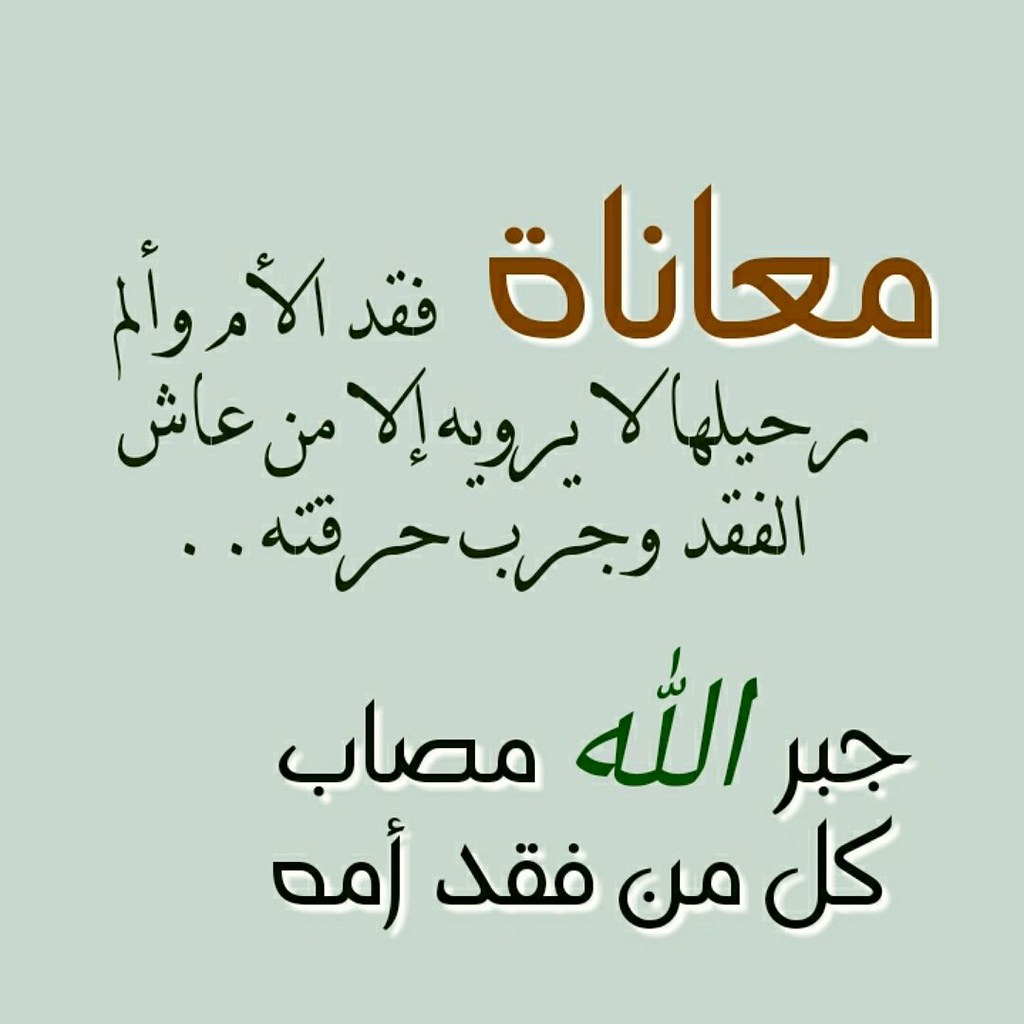 معاناة فقد الأم وألم
رحيلها لا يرويه إلا من عاش
الفقد وجرب حرقته . .
جبر الله مصاب
كل من فقد أمه